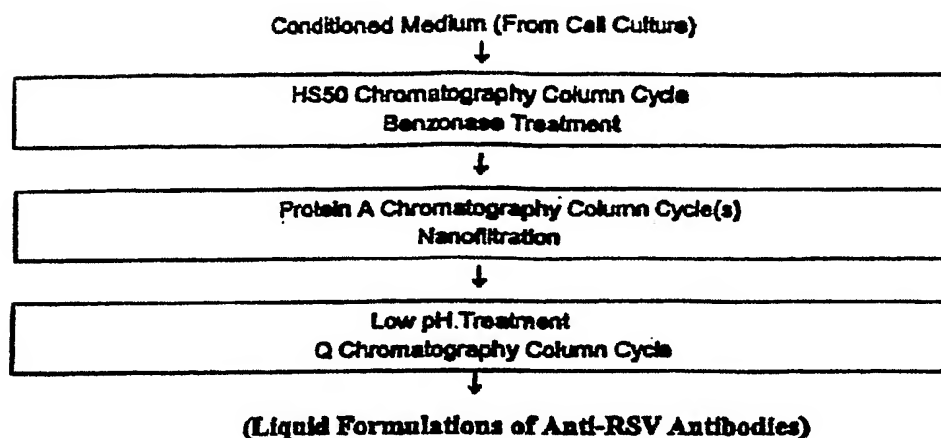 Conditioned Medium (From Cell Culture)
HS50 Chromatography Column Cycle
Benzonase Treatment
Protein A Chromatography Column Cycle(s)
Nanofiltration
Low pH.Treatment
Q Chromatography Column Cycle
(Liquid Formulations of Anti-RSV Antibodies)